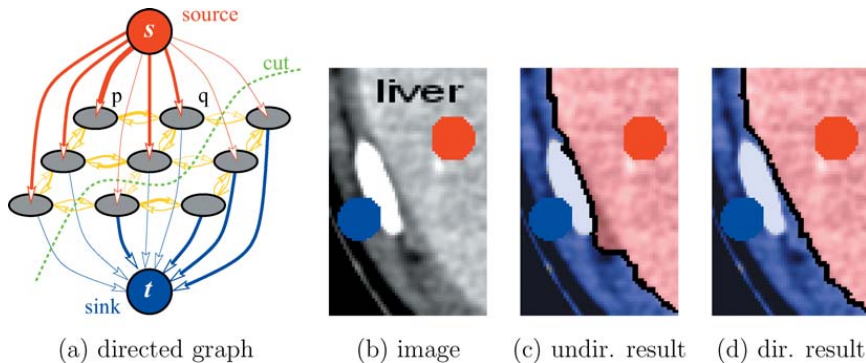 s
source
cut
p
q
sink
t
liver
(a) directed graph
(b) image
(c) undir. result
(d) dir. result